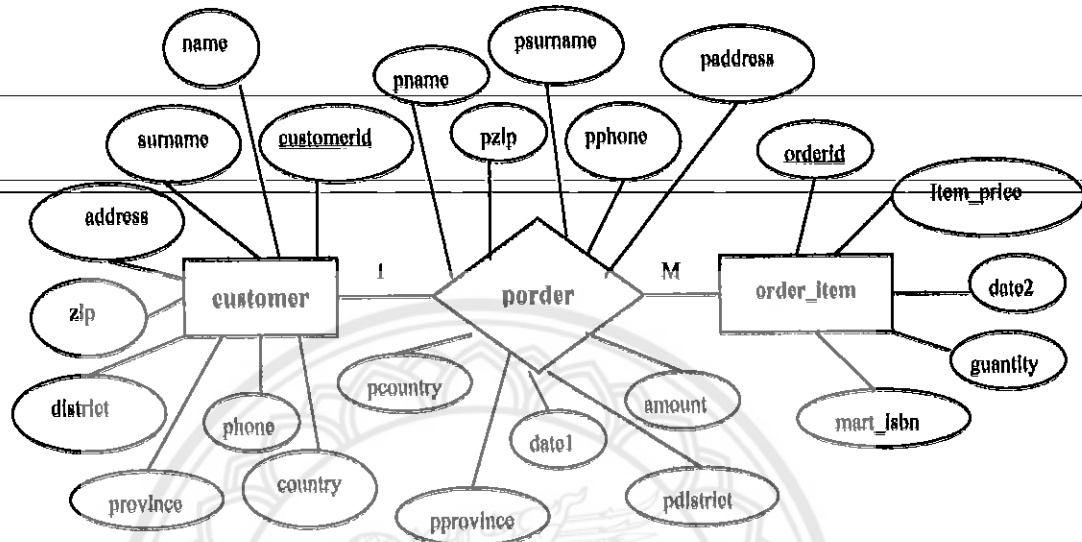 name
psurname
paddress
pname
surname
customerid
pzip
pphone
orderid
item_price
address
1
M
customer
porder
order_item
date2
zip
guantity
pcountry
district
phone
amount
mart_isbn
date1
country
province
pprovince
pdistrict